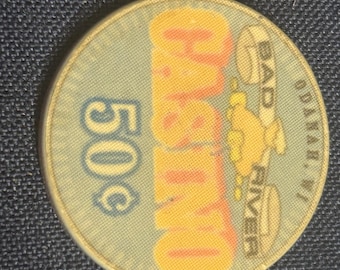 ODANAH, WI
BAD RIVER
CASINO
50¢